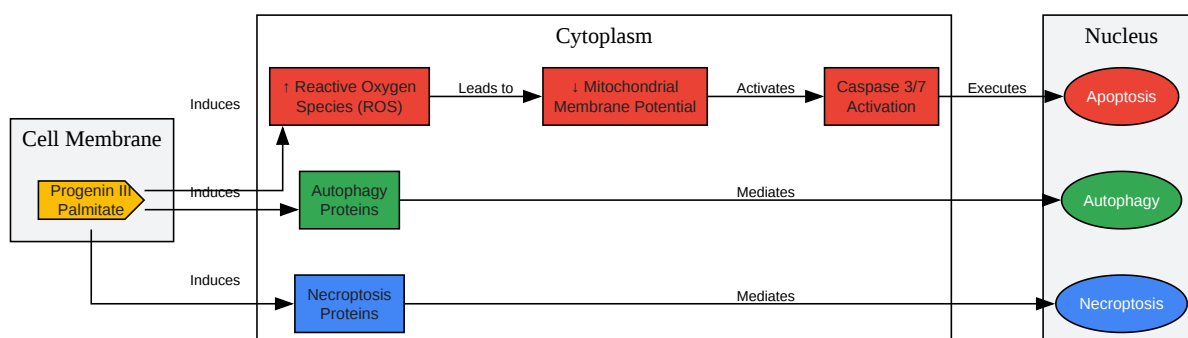 Cytoplasm
Nucleus
Cell Membrane
Progenin III
Palmitate
Induces
↑ Reactive Oxygen
Species (ROS)
Leads to
↓ Mitochondrial
Membrane Potential
Activates
Caspase 3/7
Activation
Executes
Apoptosis
Induces
Autophagy
Proteins
Mediates
Autophagy
Induces
Necroptosis
Proteins
Mediates
Necroptosis